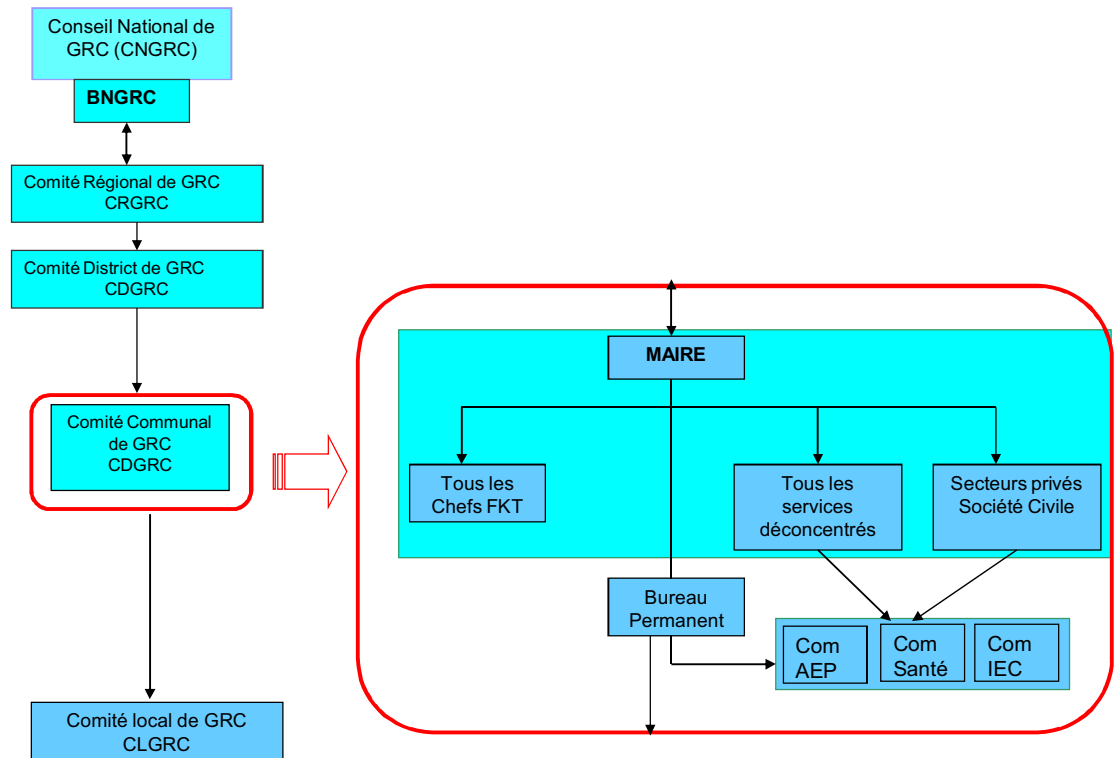 Conseil National de
GRC (CNGRC)
BNGRC
Comité Régional de GRC
CRGRC
Comité District de GRC
CDGRC
Comité Communal
de GRC
CDGRC
Comité local de GRC
CLGRC
MAIRE
Tous les
Chefs FKT
Tous les
services
déconcentrés
Secteurs privés
Société Civile
Bureau
Permanent
Com
AEP
Com
Santé
Com
IEC